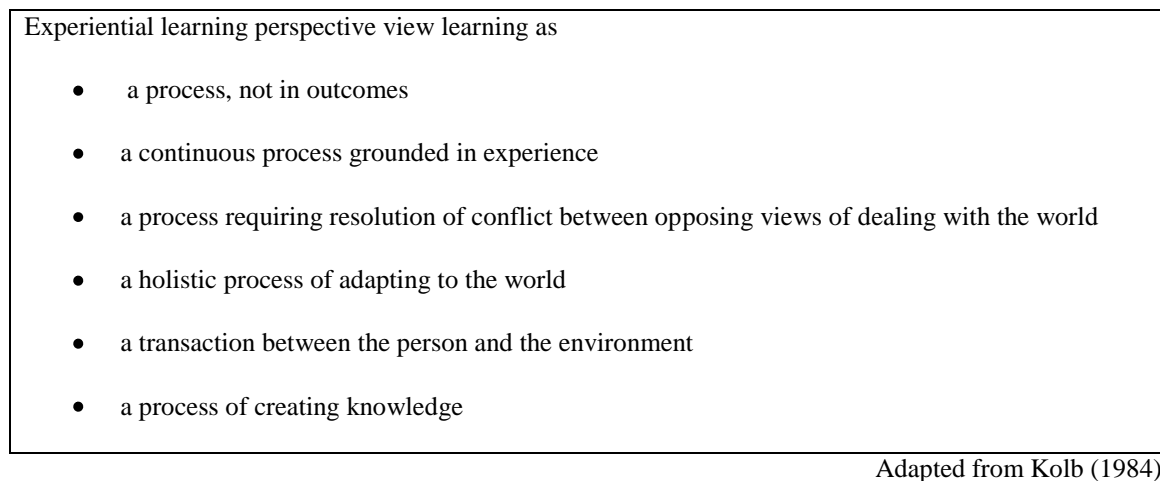 Experiential learning perspective view learning as
• a process, not in outcomes
• a continuous process grounded in experience
• a process requiring resolution of conflict between opposing views of dealing with the world
• a holistic process of adapting to the world
• a transaction between the person and the environment
• a process of creating knowledge
Adapted from Kolb (1984)